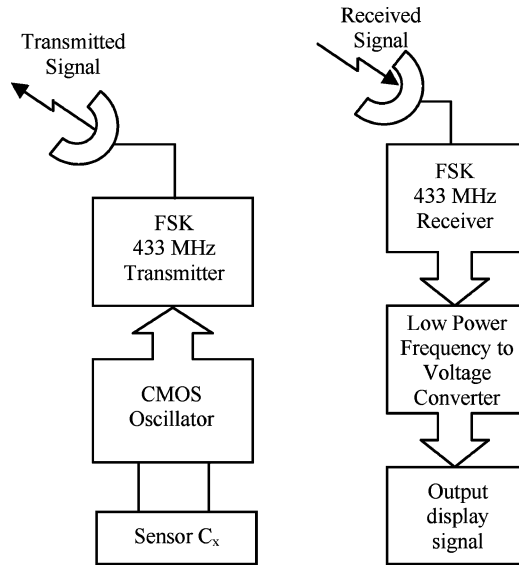 Transmitted
Signal
FSK
433 MHz
Transmitter
CMOS
Oscillator
Sensor Cx
Received
Signal
FSK
433 MHz
Receiver
Low Power
Frequency to
Voltage
Converter
Output
display
signal